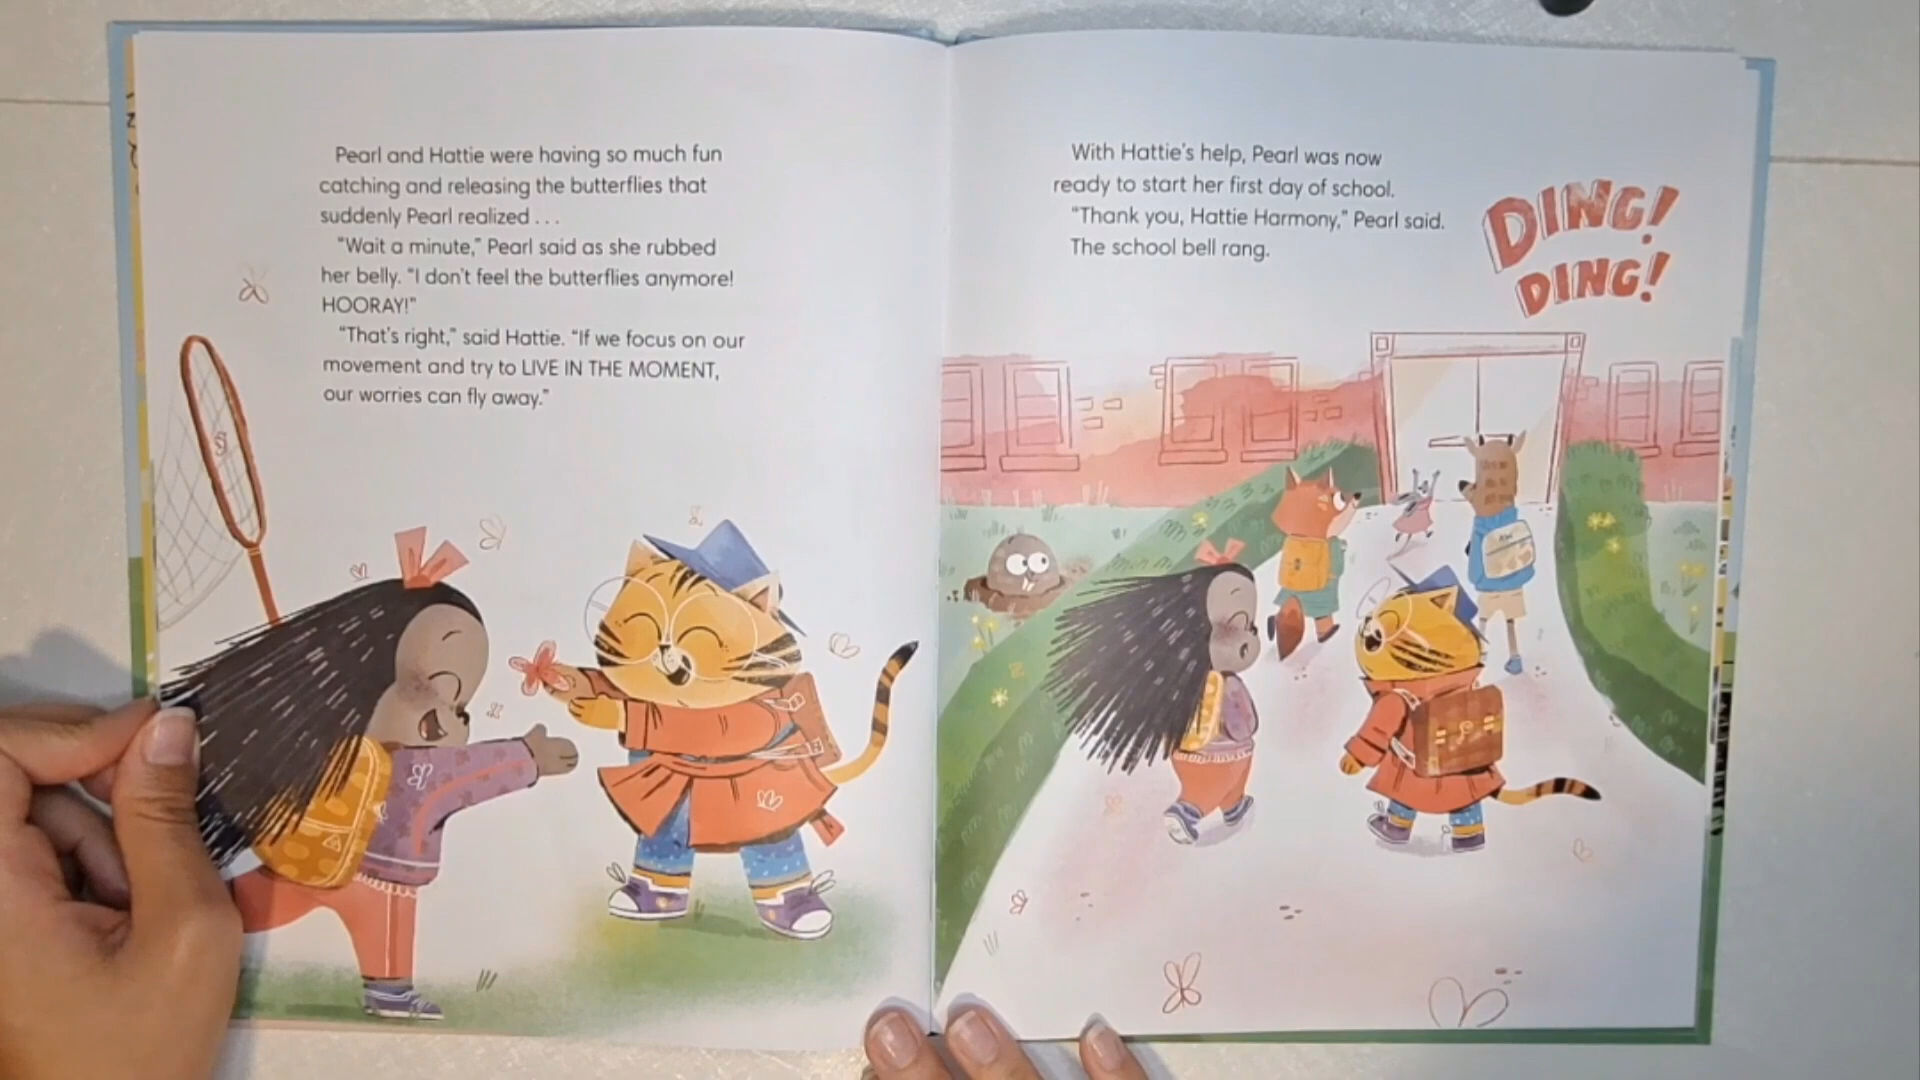 Pearl and Hattie were having so much fun
catching and releasing the butterflies that
suddenly Pearl realized . . .
“Wait a minute,” Pearl said as she rubbed
her belly. “I don’t feel the butterflies anymore!
HOORAY!”
“That’s right,” said Hattie. “If we focus on our
movement and try to LIVE IN THE MOMENT,
our worries can fly away.”
With Hattie’s help, Pearl was now
ready to start her first day of school.
“Thank you, Hattie Harmony,” Pearl said.
The school bell rang.
DING!
DING!